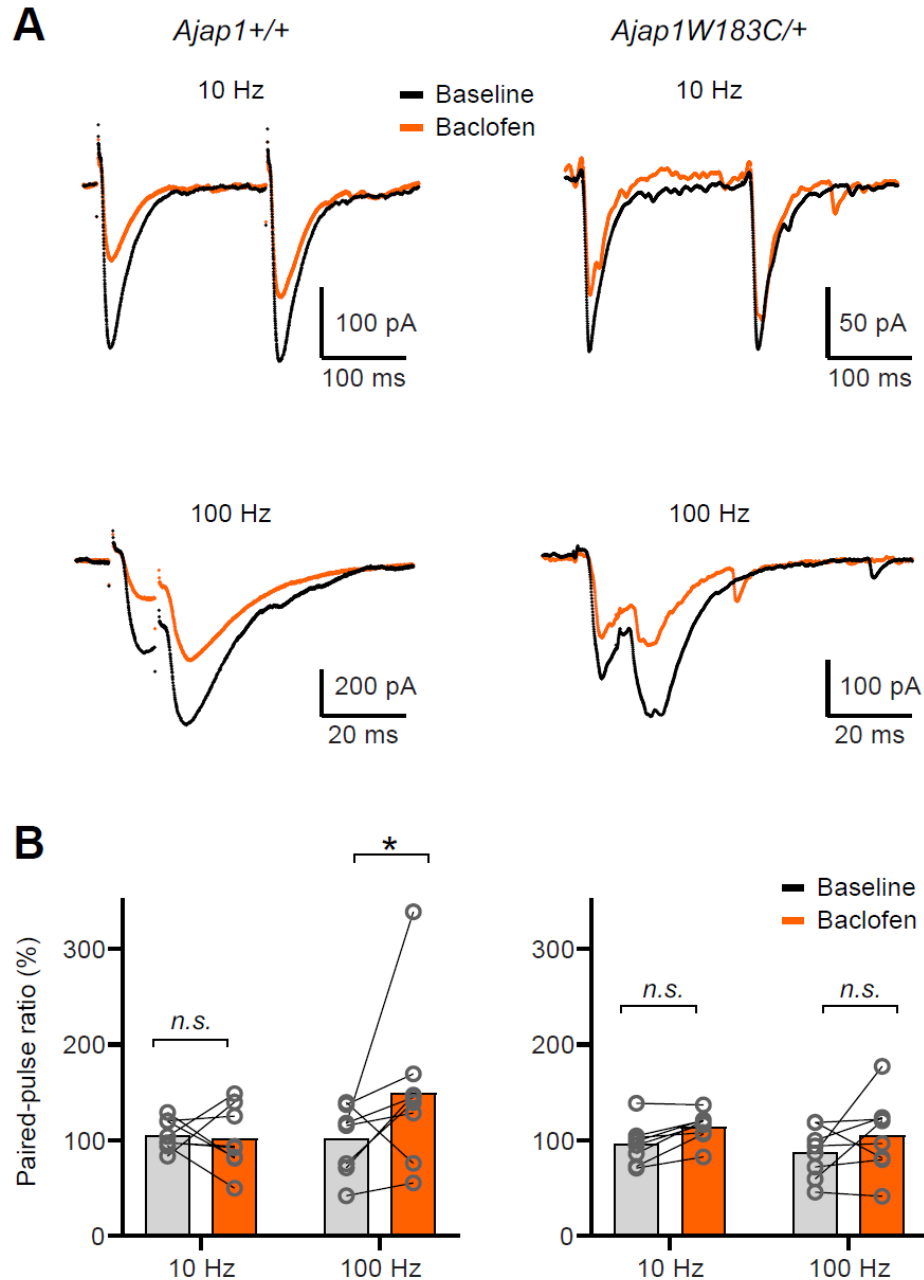 A
Ajap1+/+
Ajap1W183C/+
10 Hz
Baseline
Baclofen
10 Hz
100 pA
100 ms
50 pA
100 ms
100 Hz
100 Hz
200 pA
20 ms
100 pA
20 ms
B
Paired-pulse ratio (%)
300
200
100
0
n.s.
*
10 Hz
100 Hz
Baseline
Baclofen
300
200
100
0
n.s.
n.s.
10 Hz
100 Hz